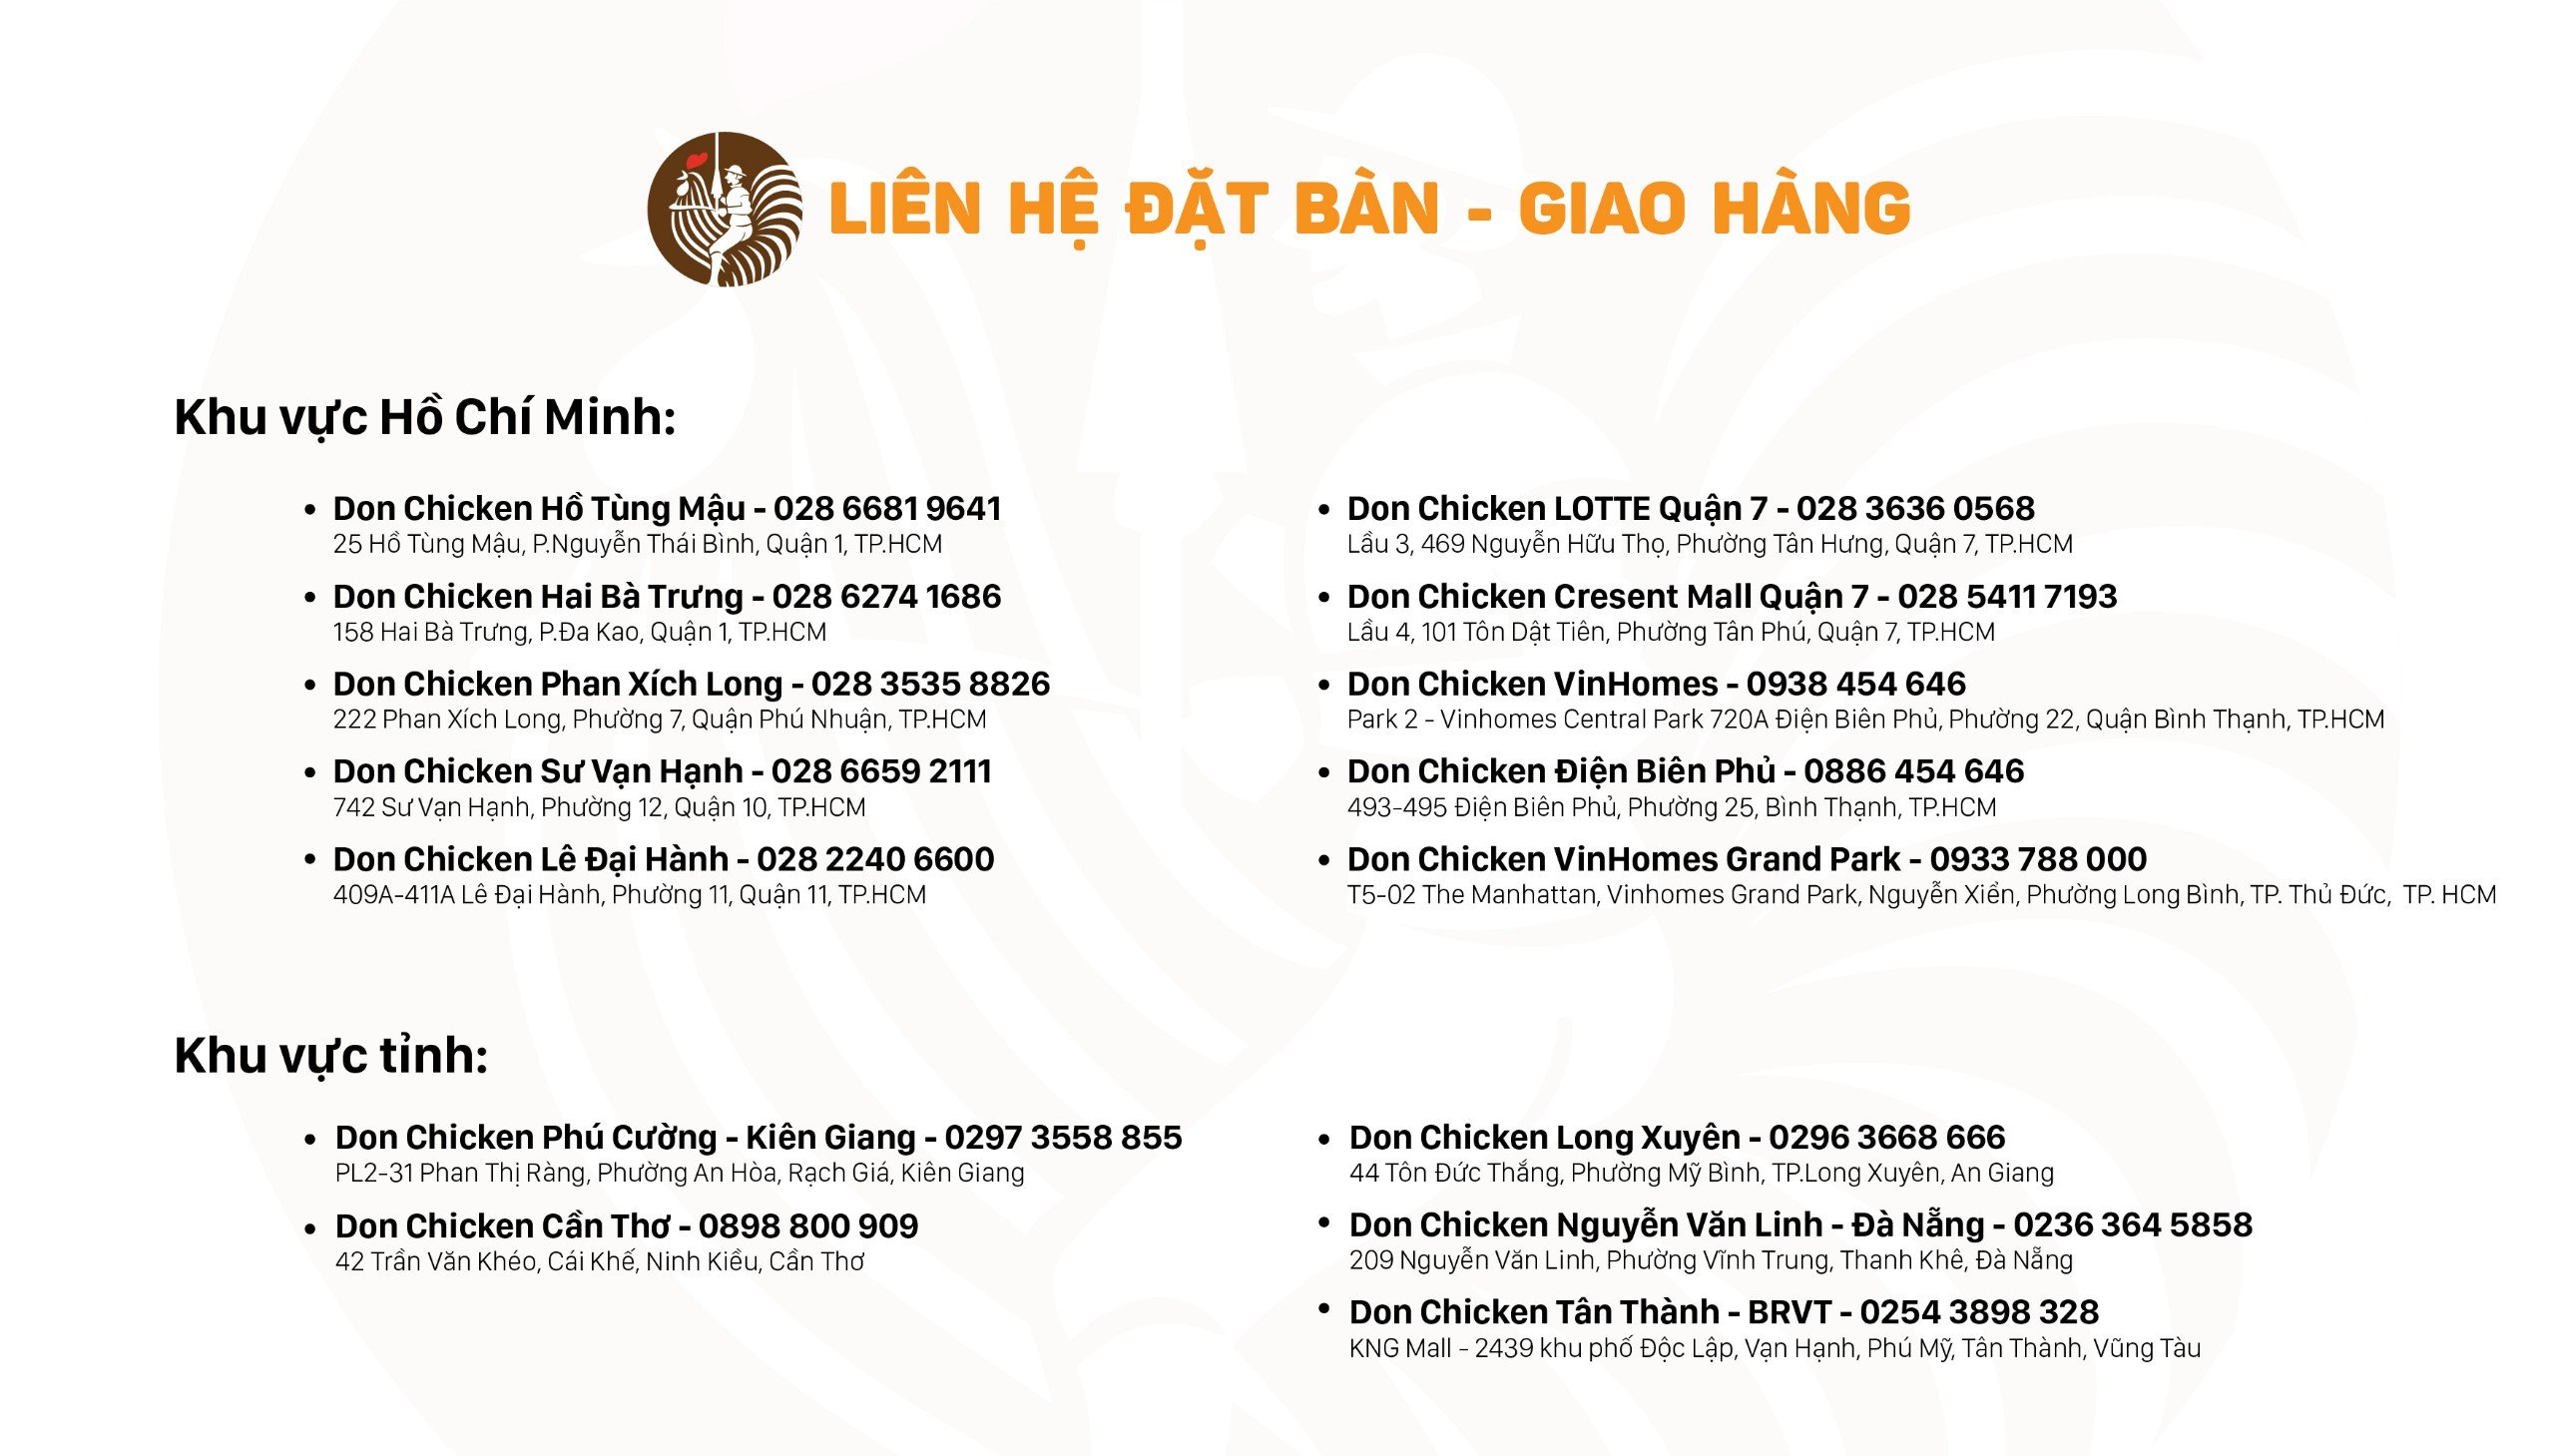 LIÊN HỆ ĐẶT BÀN - GIAO HÀNG
Khu vực Hồ Chí Minh:
• Don Chicken Hồ Tùng Mậu - 028 6681 9641
25 Hồ Tùng Mậu, P.Nguyễn Thái Bình, Quận 1, TP.HCM
• Don Chicken Hai Bà Trưng - 028 6274 1686
158 Hai Bà Trưng, P.Đa Kao, Quận 1, TP.HCM
• Don Chicken Phan Xích Long - 028 3535 8826
222 Phan Xích Long, Phường 7, Quận Phú Nhuận, TP.HCM
• Don Chicken Sư Vạn Hạnh - 028 6659 2111
742 Sư Vạn Hạnh, Phường 12, Quận 10, TP.HCM
• Don Chicken Lê Đại Hành - 028 2240 6600
409A-411A Lê Đại Hành, Phường 11, Quận 11, TP.HCM
• Don Chicken LOTTE Quận 7 - 028 3636 0568
Lầu 3, 469 Nguyễn Hữu Thọ, Phường Tân Hưng, Quận 7, TP.HCM
• Don Chicken Cresent Mall Quận 7 - 028 5411 7193
Lầu 4, 101 Tôn Dật Tiên, Phường Tân Phú, Quận 7, TP.HCM
• Don Chicken VinHomes - 0938 454 646
Park 2 - Vinhomes Central Park 720A Điện Biên Phủ, Phường 22, Quận Bình Thạnh, TP.HCM
• Don Chicken Điện Biên Phủ - 0886 454 646
493-495 Điện Biên Phủ, Phường 25, Bình Thạnh, TP.HCM
• Don Chicken VinHomes Grand Park - 0933 788 000
T5-02 The Manhattan, Vinhomes Grand Park, Nguyễn Xiển, Phường Long Bình, TP. Thủ Đức, TP. HCM
Khu vực tỉnh:
• Don Chicken Phú Cường - Kiên Giang - 0297 3558 855
PL2-31 Phan Thị Ràng, Phường An Hòa, Rạch Giá, Kiên Giang
• Don Chicken Cần Thơ - 0898 800 909
42 Trần Văn Khéo, Cái Khế, Ninh Kiều, Cần Thơ
• Don Chicken Long Xuyên - 0296 3668 666
44 Tôn Đức Thắng, Phường Mỹ Bình, TP.Long Xuyên, An Giang
• Don Chicken Nguyễn Văn Linh - Đà Nẵng - 0236 364 5858
209 Nguyễn Văn Linh, Phường Vĩnh Trung, Thanh Khê, Đà Nẵng
• Don Chicken Tân Thành - BRVT - 0254 3898 328
KNG Mall - 2439 khu phố Độc Lập, Vạn Hạnh, Phú Mỹ, Tân Thành, Vũng Tàu